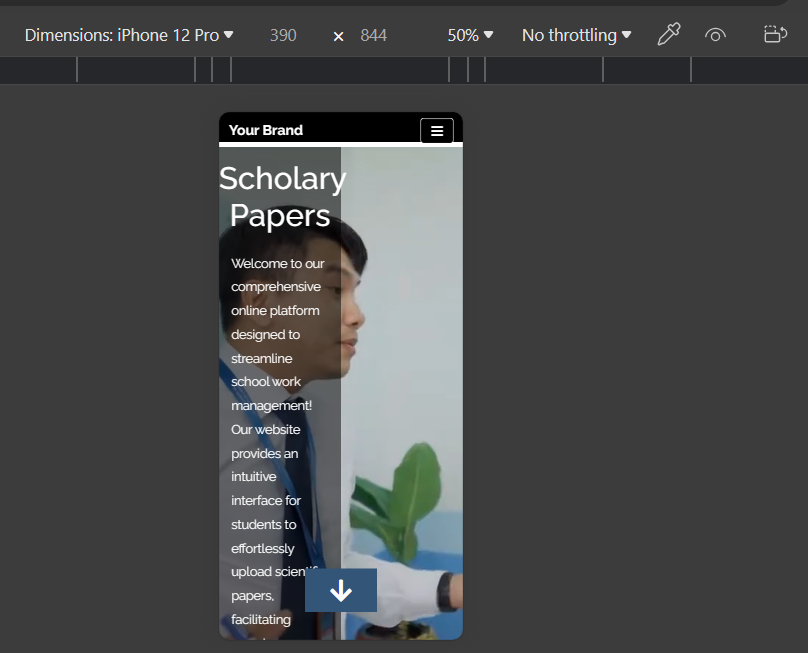 Dimensions: iPhone 12 Pro 390 × 844 50% No throttling
Your Brand
Scholary
Papers
Welcome to our
comprehensive
online platform
designed to
streamline
school work
management!
Our website
provides an
intuitive
interface for
students to
effortlessly
upload
papers,
facilitating